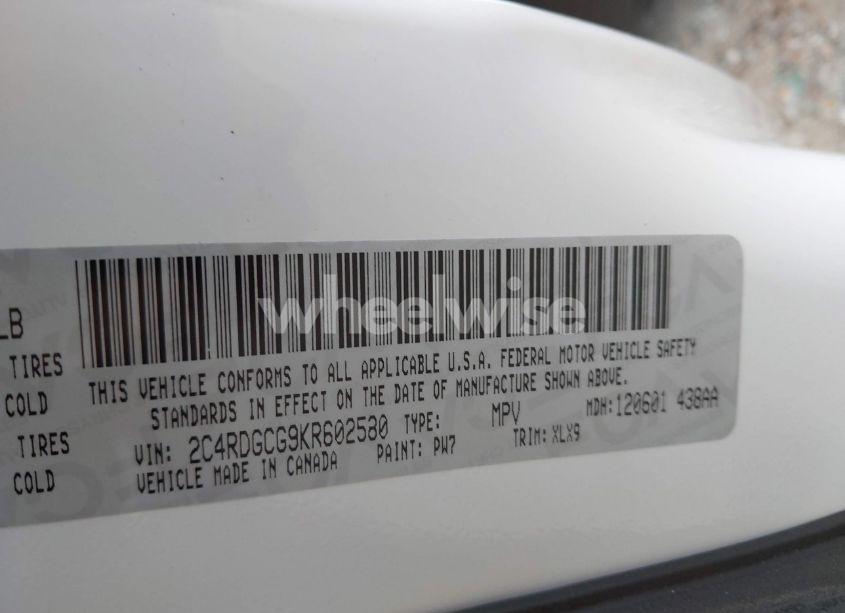 LB
TIRES
COLD
TIRES
COLD
wheelwise
THIS VEHICLE CONFORMS TO ALL APPLICABLE U.S.A. FEDERAL MOTOR VEHICLE SAFETY
STANDARDS IN EFFECT ON THE DATE OF MANUFACTURE SHOWN ABOVE.
VIN: 2C4RDGCG9KR602580 TYPE: MPV MDH:120601 438AA
VEHICLE MADE IN CANADA PAINT: PW7 TRIM: XLX9